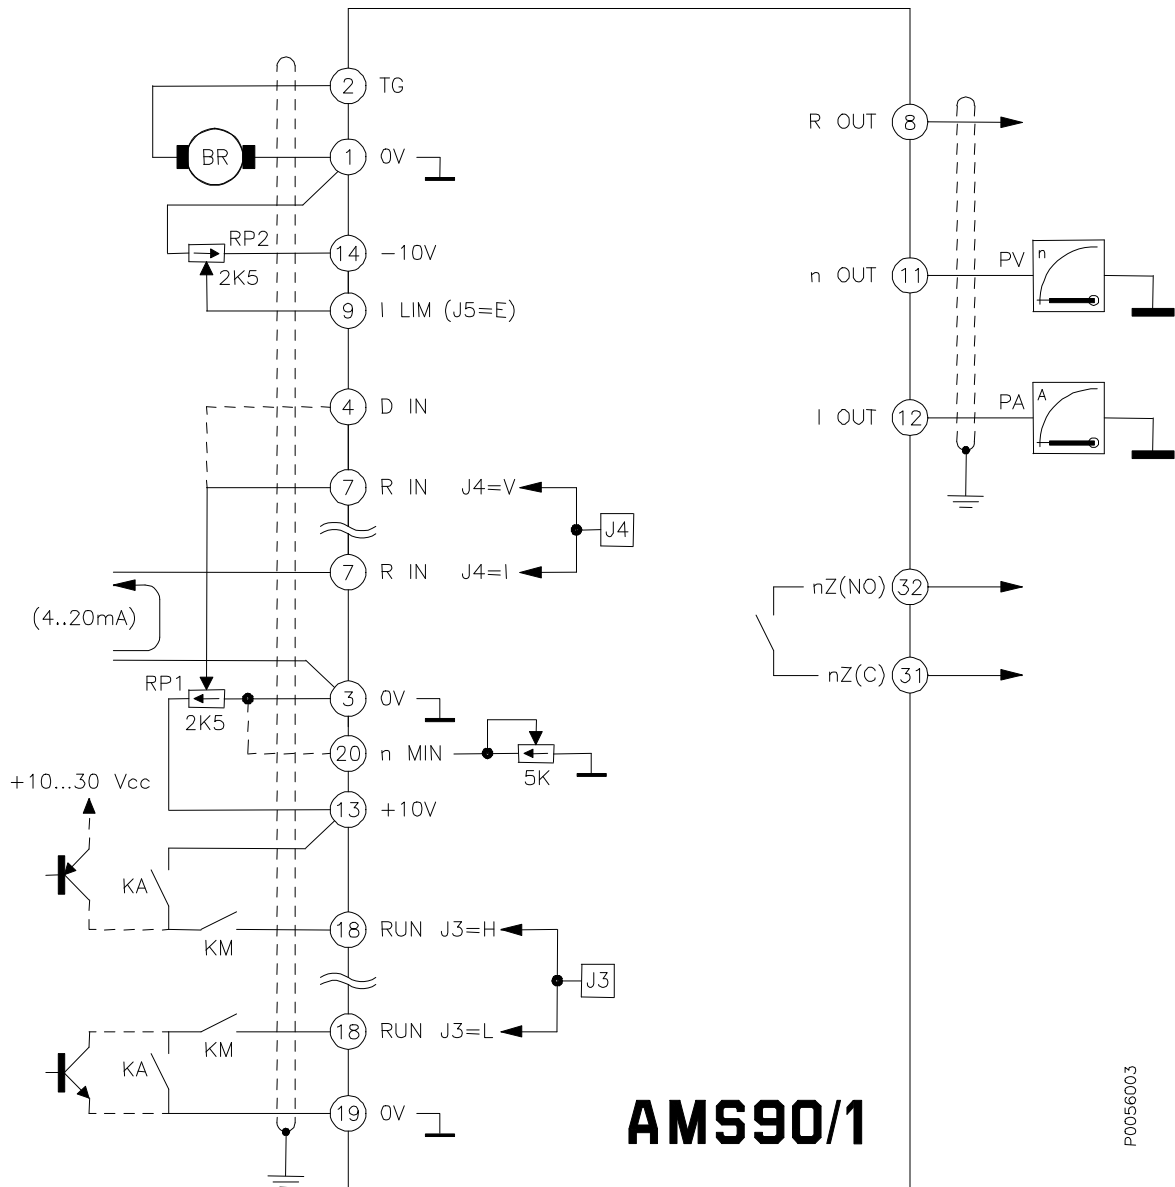 2 TG
BR
1 0V
RP2
2K5
14 -10V
9 I LIM (J5=E)
4 D IN
7 R IN J4=V
J4
7 R IN J4=I
(4..20mA)
RP1
2K5
3 0V
20 n MIN
5K
+10...30 Vcc
13 +10V
KA
KM
18 RUN J3=H
J3
18 RUN J3=L
KM
KA
19 0V
R OUT 8
n OUT 11
PV
n
I OUT 12
PA
A
nZ(NO) 32
nZ(C) 31
AMS90/1
P0056003